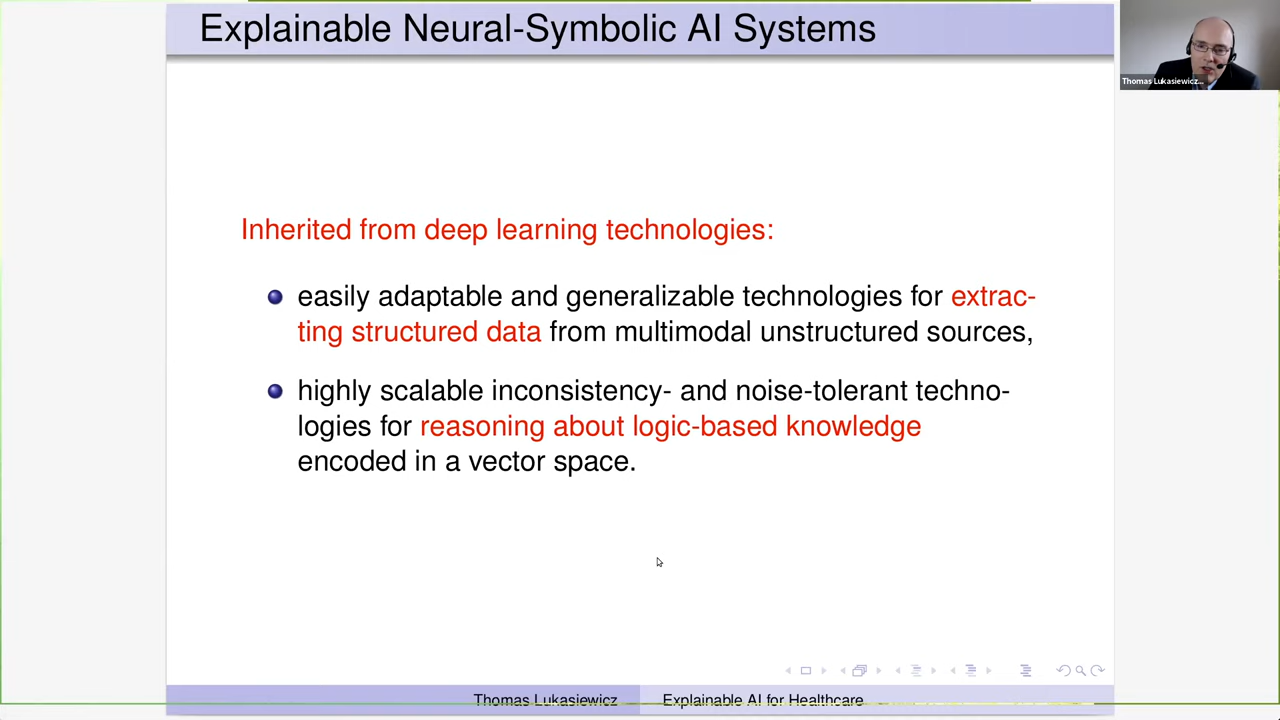 Explainable Neural-Symbolic AI Systems
Thomas Lukasiewicz...
Inherited from deep learning technologies:
easily adaptable and generalizable technologies for extrac-
ting structured data from multimodal unstructured sources,
highly scalable inconsistency- and noise-tolerant techno-
logies for reasoning about logic-based knowledge
encoded in a vector space.
Thomas Lukasiewicz
Explainable AI for Healthcare